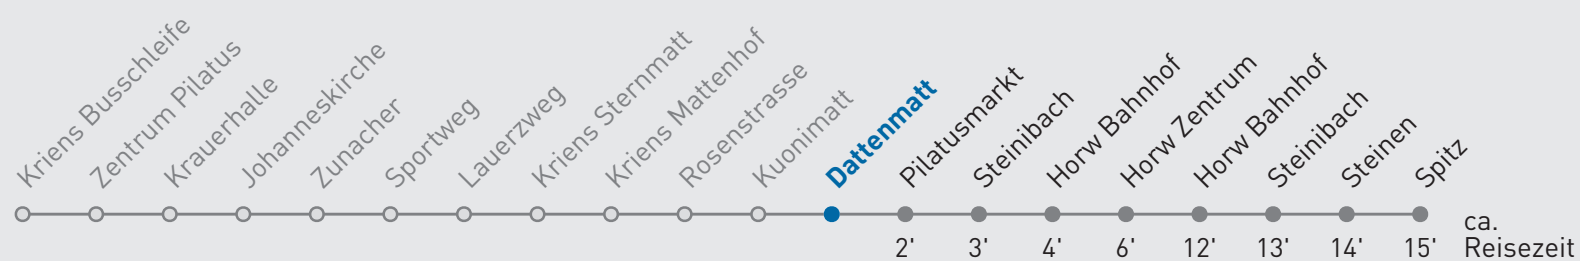 Kriens Busschleife
Zentrum Pilatus
Krauerhalle
Johanneskirche
Zunacher
Sportweg
Lauerzweg
Kriens Sternmatt
Kriens Mattenhof
Rosenstrasse
Kuonimatt
Dattenmatt
Pilatusmarkt
Steinibach
Horw Bahnhof
Horw Zentrum
Horw Bahnhof
Steinibach
Steinen
Spitz
2' 3' 4' 6' 12' 13' 14' 15'
ca.
Reisezeit